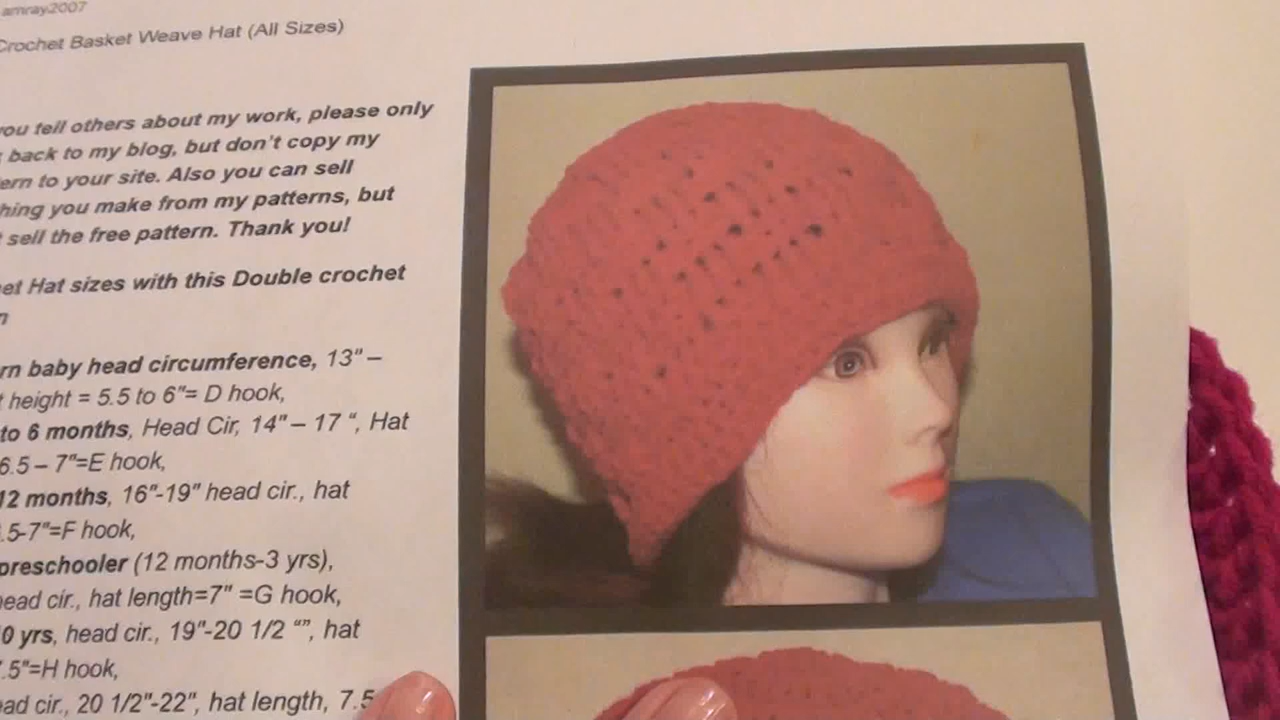 amray2007
Crochet Basket Weave Hat (All Sizes)
you tell others about my work, please only
back to my blog, but don't copy my
ern to your site. Also you can sell
hing you make from my patterns, but
sell the free pattern. Thank you!
et Hat sizes with this Double crochet
n
rn baby head circumference, 13" –
t height = 5.5 to 6"= D hook,
to 6 months, Head Cir, 14" – 17 “, Hat
6.5 – 7"=E hook,
12 months, 16"-19" head cir., hat
.5-7"=F hook,
preschooler (12 months-3 yrs),
ead cir., hat length=7" =G hook,
0 yrs, head cir., 19"-20 1/2 “”, hat
.5"=H hook,
ad cir., 20 1/2"-22", hat length, 7.5